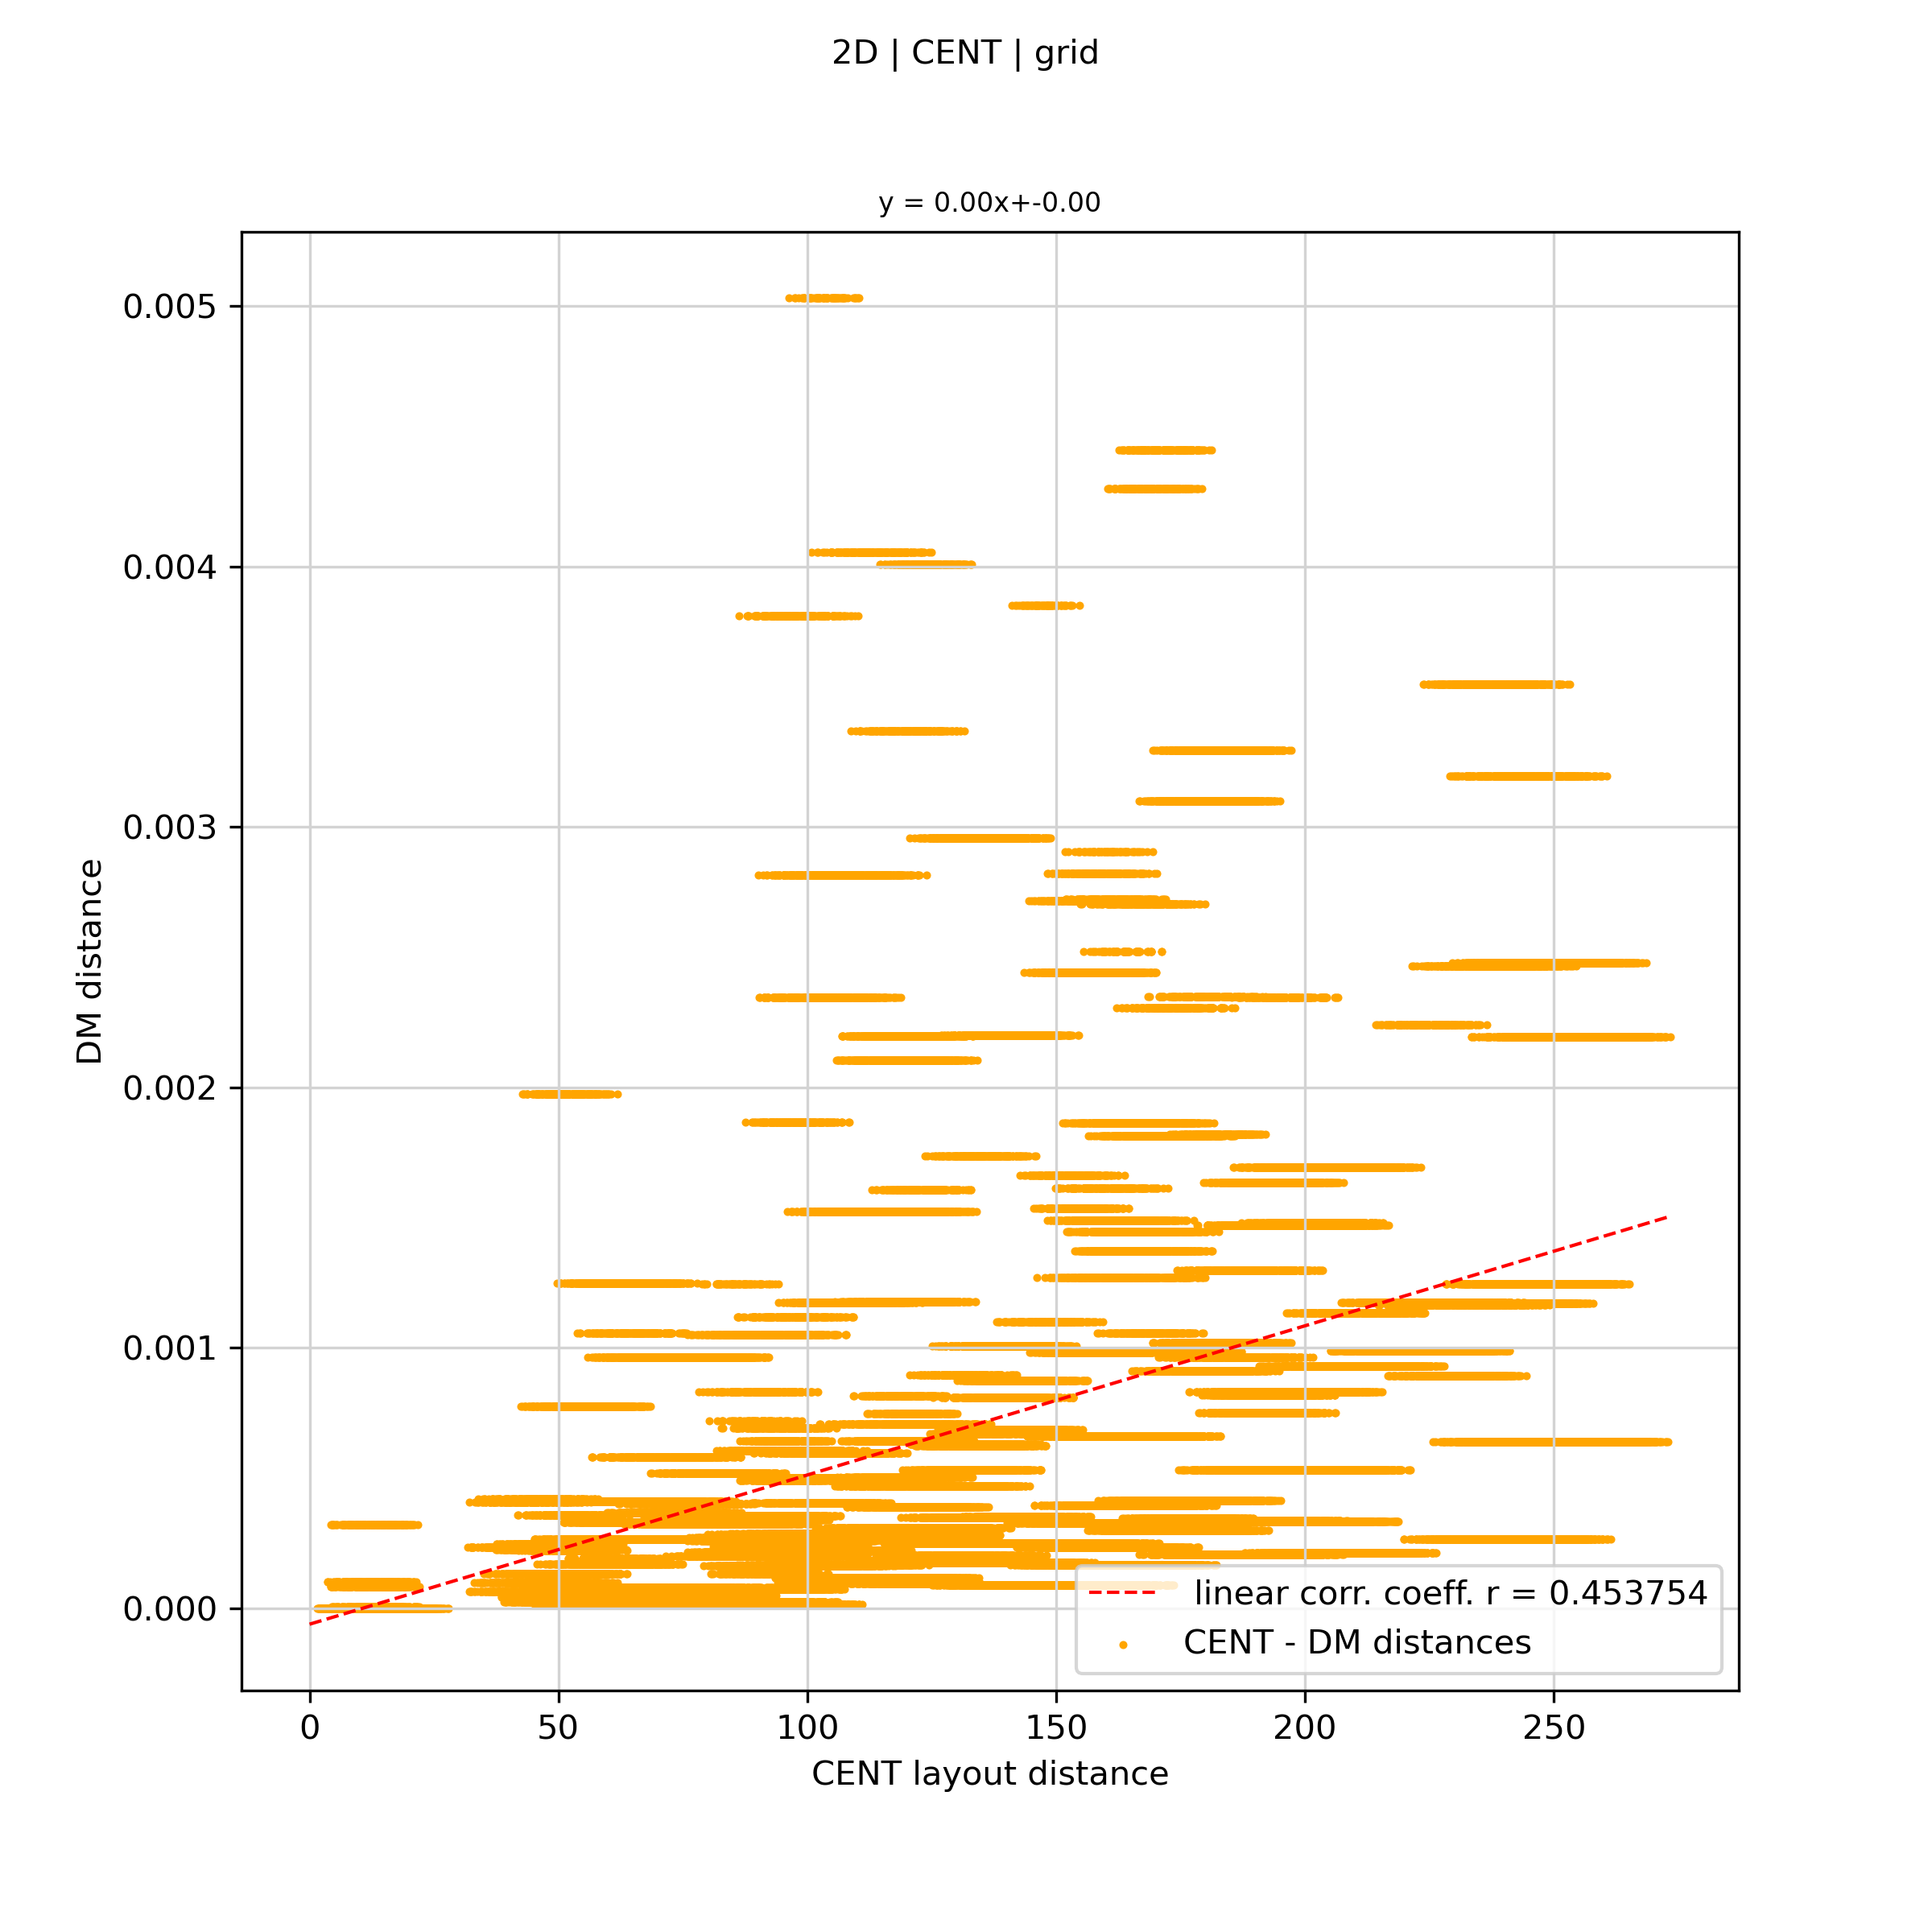 2D | CENT | grid
y = 0.00x+-0.00
0.005
0.004
0.003
0.002
0.001
0.000
DM distance
linear corr. coeff. r = 0.453754
CENT - DM distances
0 50 100 150 200 250
CENT layout distance